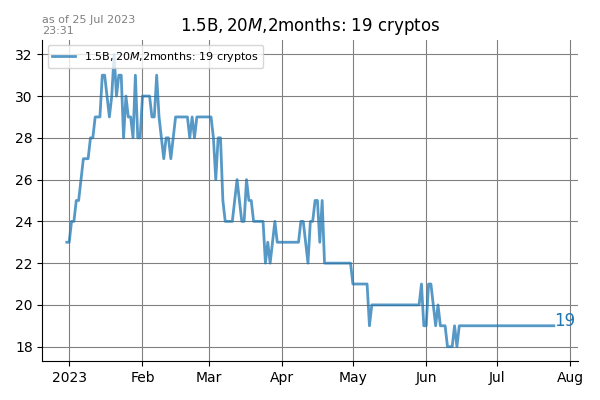 as of 25 Jul 2023
23:31
1.5B, 20M,2months: 19 cryptos
1.5B, 20M,2months: 19 cryptos
32
30
28
26
24
22
20
18
19
2023
Feb
Mar
Apr
May
Jun
Jul
Aug